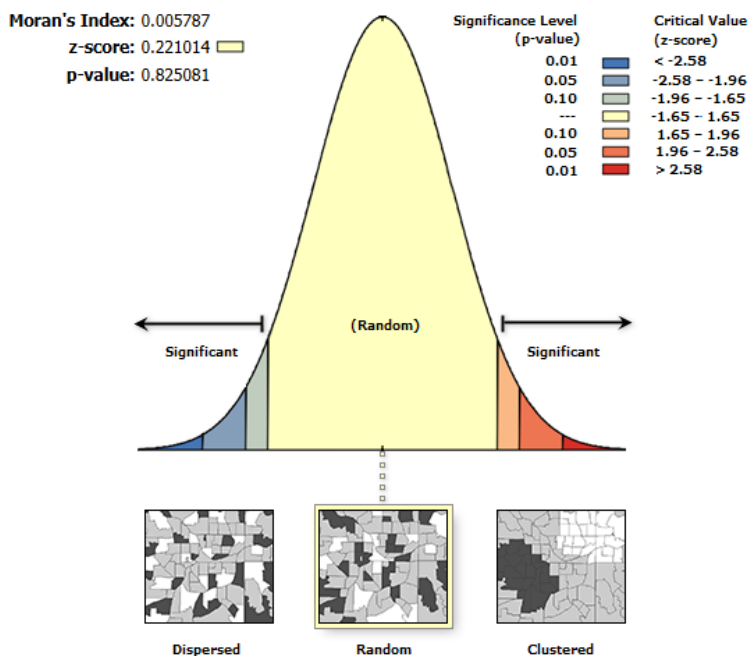 Moran's Index: 0.005787
z-score: 0.221014
p-value: 0.825081
Significance Level
(p-value)
Critical Value
(z-score)
0.01 < -2.58
0.05 -2.58 – -1.96
0.10 -1.96 – -1.65
--- -1.65 – 1.65
0.10 1.65 – 1.96
0.05 1.96 – 2.58
0.01 > 2.58
(Random)
Significant
Significant
Dispersed
Random
Clustered